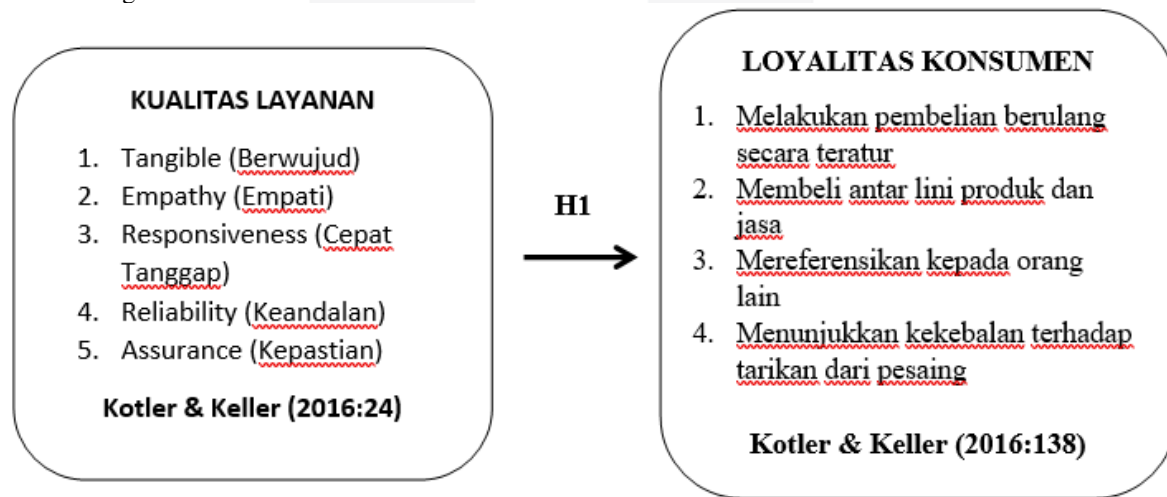 KUALITAS LAYANAN
1. Tangible (Berwujud)
2. Empathy (Empati)
3. Responsiveness (Cepat
Tanggap)
4. Reliability (Keandalan)
5. Assurance (Kepastian)
Kotler & Keller (2016:24)
H1
LOYALITAS KONSUMEN
1. Melakukan pembelian berulang
secara teratur
2. Membeli antar lini produk dan
jasa
3. Mereferensikan kepada orang
lain
4. Menunjukkan kekebalan terhadap
tarikan dari pesaing
Kotler & Keller (2016:138)